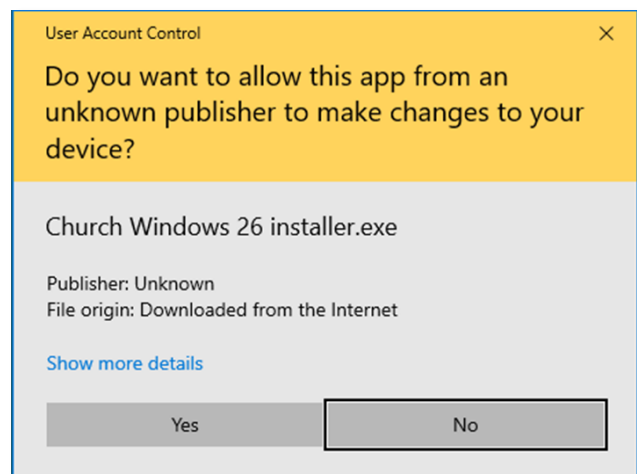 User Account Control
Do you want to allow this app from an
unknown publisher to make changes to your
device?
Church Windows 26 installer.exe
Publisher: Unknown
File origin: Downloaded from the Internet
Show more details
Yes
No